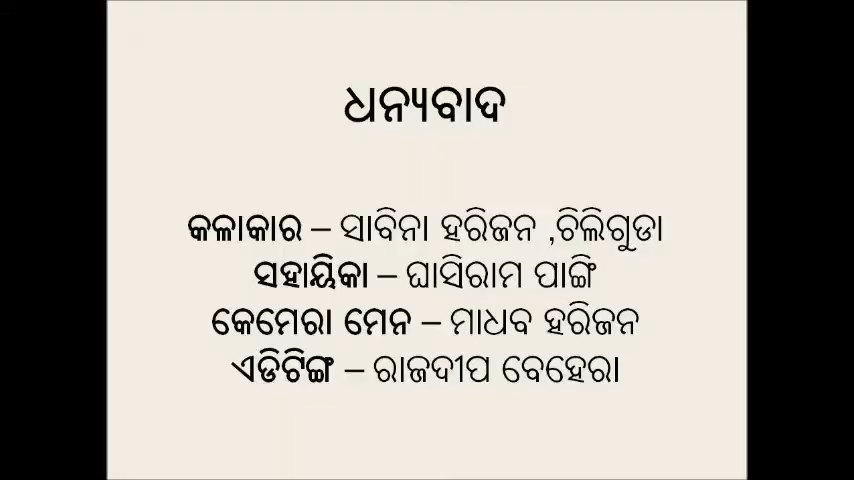 ଧନ୍ୟବାଦ
କଳାକାର – ସାବିନା ହରିଜନ ,ଚିଲିଗୁଡା
ସହାୟିକା – ଘାସିରାମ ପାଙ୍ଗି
କେମେରା ମେନ – ମାଧବ ହରିଜନ
ଏଡିଟିଙ୍ଗ – ରାଜଦୀପ ବେହେରା